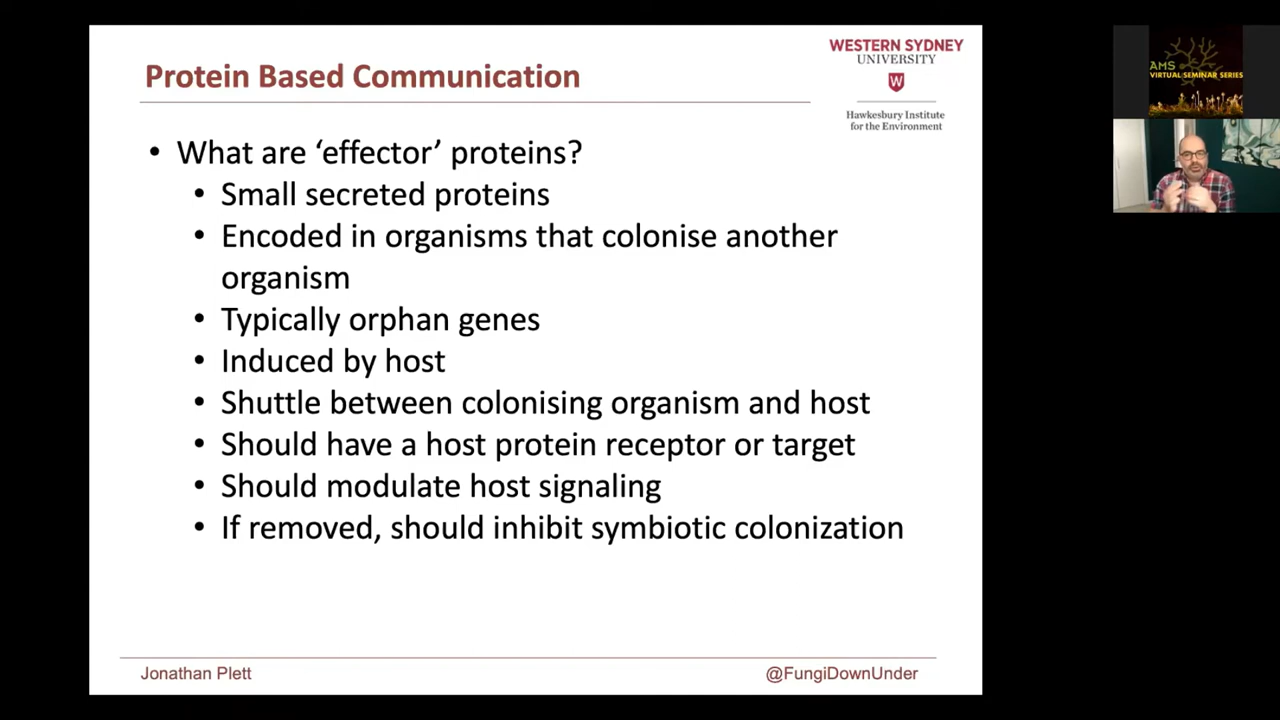 Protein Based Communication
WESTERN SYDNEY
UNIVERSITY
W
Hawkesbury Institute
for the Environment
• What are ‘effector’ proteins?
• Small secreted proteins
• Encoded in organisms that colonise another
organism
• Typically orphan genes
• Induced by host
• Shuttle between colonising organism and host
• Should have a host protein receptor or target
• Should modulate host signaling
• If removed, should inhibit symbiotic colonization
Jonathan Plett
@FungiDownUnder
AMS
VIRTUAL SEMINAR SERIES